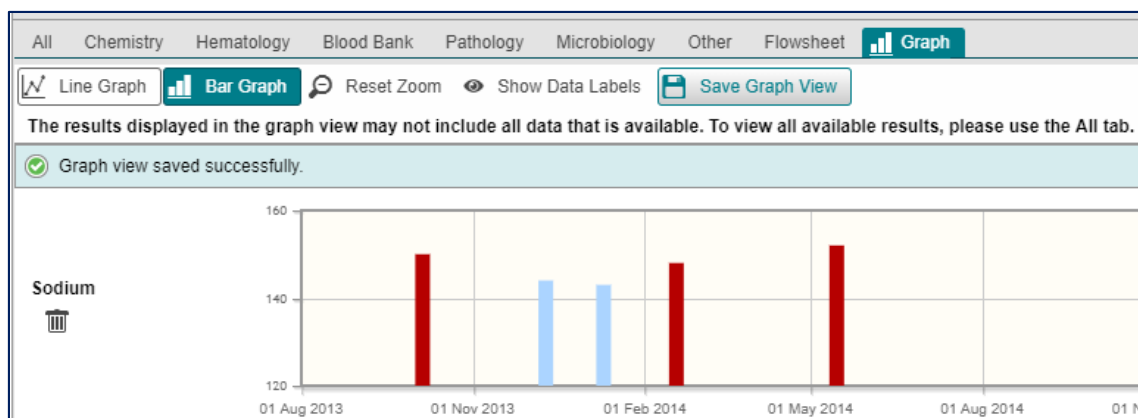 All Chemistry Hematology Blood Bank Pathology Microbiology Other Flowsheet Graph
Line Graph Bar Graph Reset Zoom Show Data Labels Save Graph View
The results displayed in the graph view may not include all data that is available. To view all available results, please use the All tab.
Graph view saved successfully.
160
Sodium
140
120
01 Aug 2013 01 Nov 2013 01 Feb 2014 01 May 2014 01 Aug 2014 01